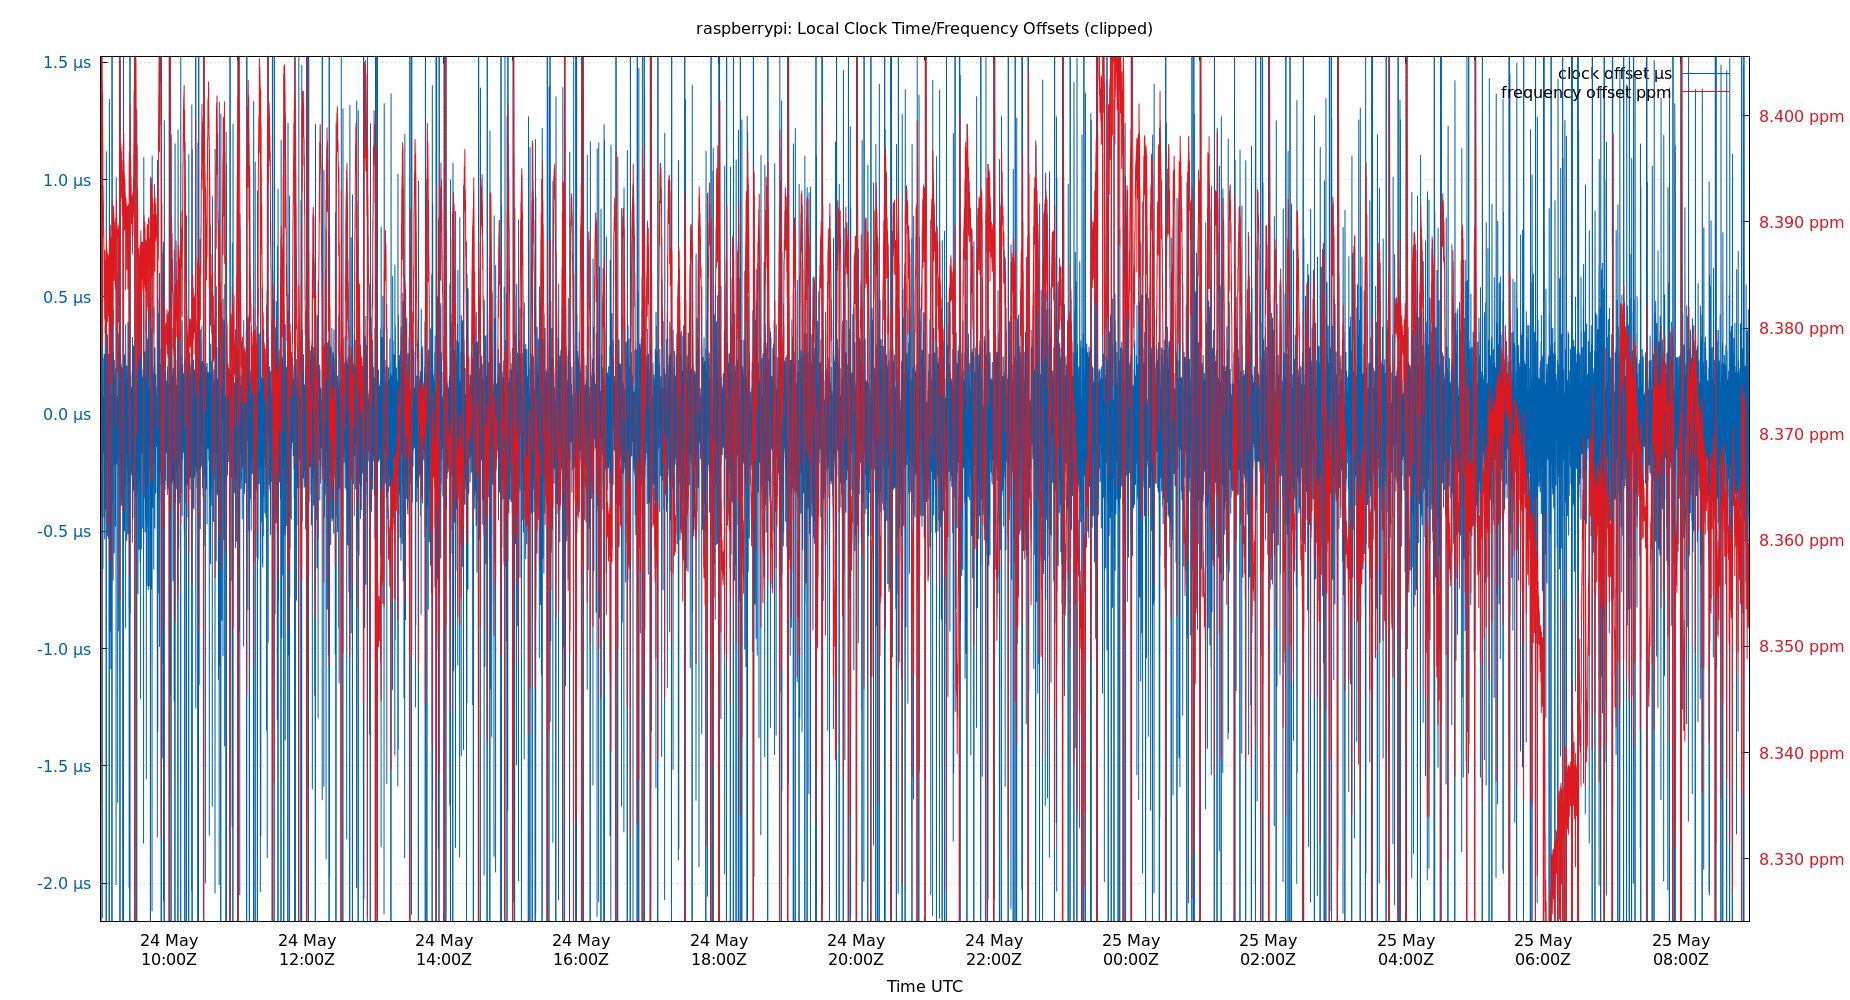 raspberrypi: Local Clock Time/Frequency Offsets (clipped)
clock offset µs
frequency offset ppm
1.5 µs
1.0 µs
0.5 µs
0.0 µs
-0.5 µs
-1.0 µs
-1.5 µs
-2.0 µs
8.400 ppm
8.390 ppm
8.380 ppm
8.370 ppm
8.360 ppm
8.350 ppm
8.340 ppm
8.330 ppm
24 May 24 May 24 May 24 May 24 May 24 May 24 May 25 May 25 May 25 May 25 May 25 May
10:00Z 12:00Z 14:00Z 16:00Z 18:00Z 20:00Z 22:00Z 00:00Z 02:00Z 04:00Z 06:00Z 08:00Z
Time UTC